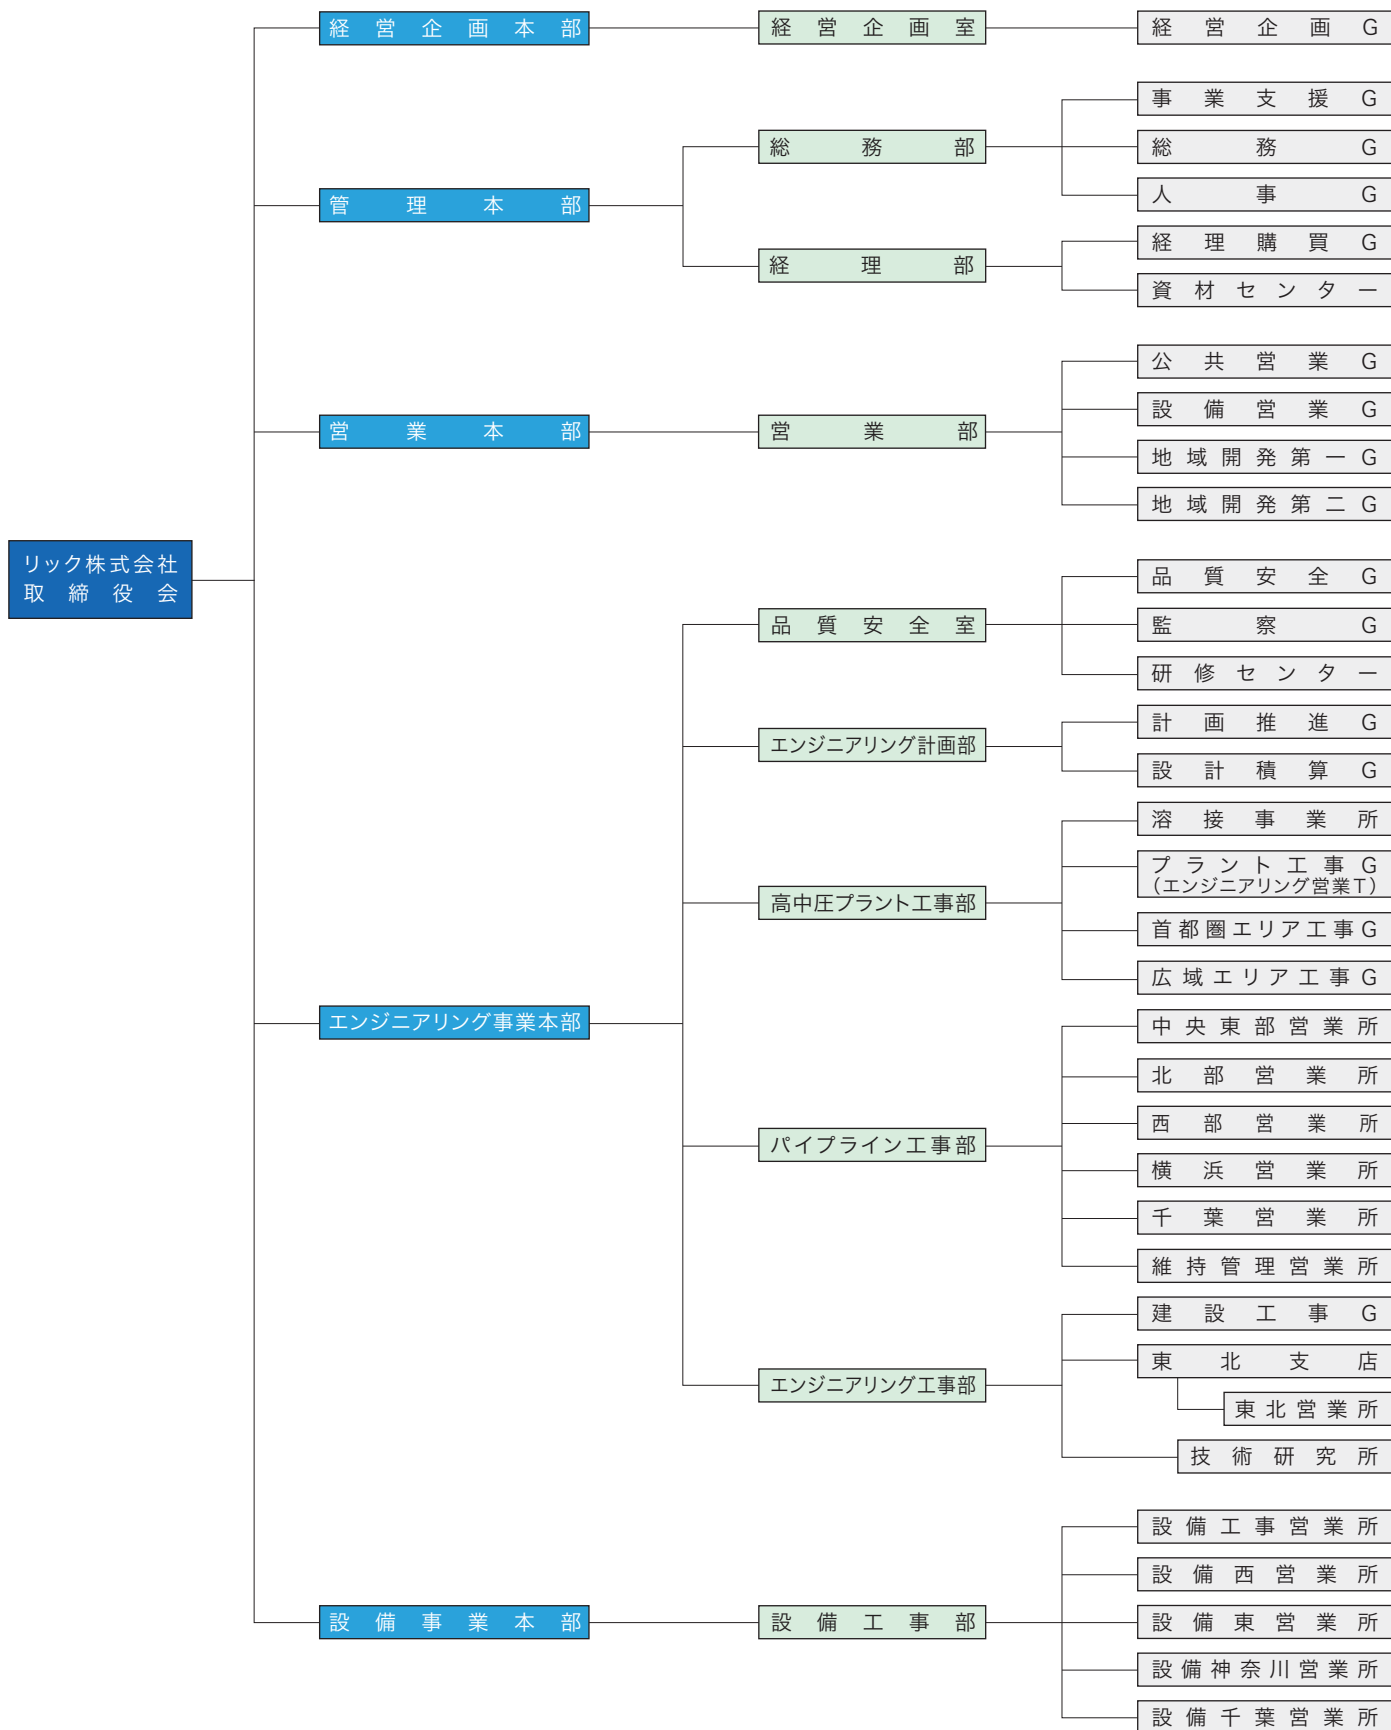 リック株式会社
取締役会
経営企画本部
経営企画室
経営企画G
管理本部
総務部
事業支援G
総務G
人事G
経理部
経理購買G
資材センター
営業本部
営業部
公共営業G
設備営業G
地域開発第一G
地域開発第二G
エンジニアリング事業本部
品質安全室
品質安全G
監察G
研修センター
エンジニアリング計画部
計画推進G
設計積算G
高中圧プラント工事部
溶接事業所
プラント工事G
(エンジニアリング営業T)
首都圏エリア工事G
広域エリア工事G
パイプライン工事部
中央東部営業所
北部営業所
西部営業所
横浜営業所
千葉営業所
維持管理営業所
エンジニアリング工事部
建設工事G
東北支店
東北営業所
技術研究所
設備事業本部
設備工事部
設備工事営業所
設備西営業所
設備東営業所
設備神奈川営業所
設備千葉営業所